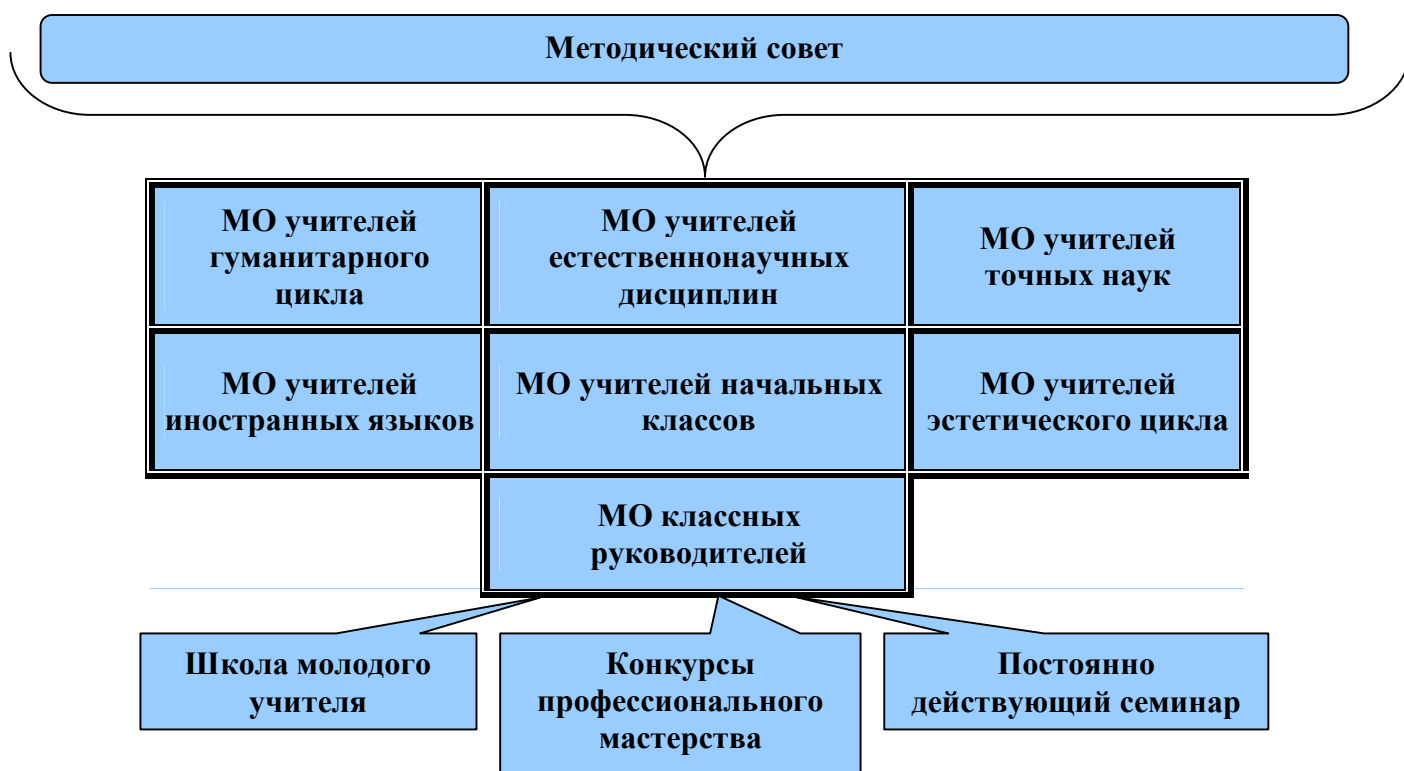 Методический совет
МО учителей
гуманитарного
цикла
МО учителей
естественнонаучных
дисциплин
МО учителей
точных наук
МО учителей
иностранных языков
МО учителей начальных
классов
МО учителей
эстетического цикла
МО классных
руководителей
Школа молодого
учителя
Конкурсы
профессионального
мастерства
Постоянно
действующий семинар